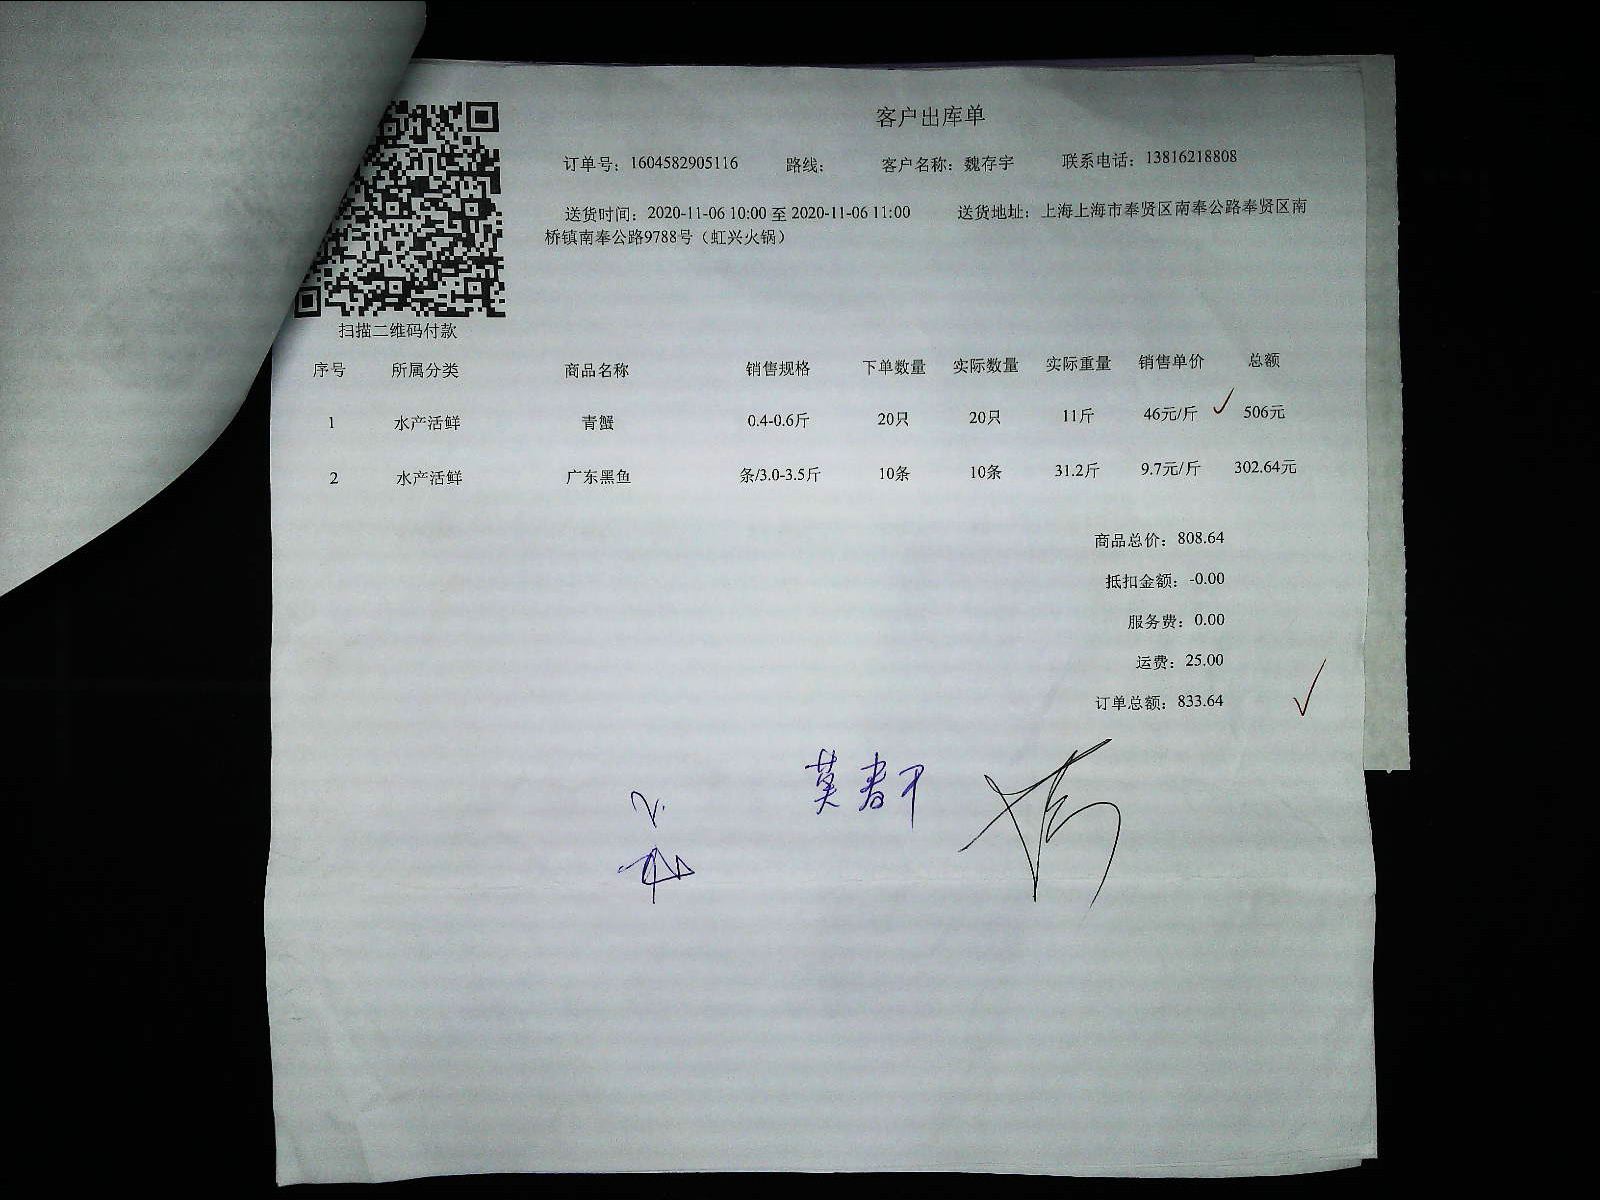 客户出库单
订单号：1604582905116 路线： 客户名称：魏存宇 联系电话：13816218808
送货时间：2020-11-06 10:00 至 2020-11-06 11:00 送货地址：上海上海市奉贤区南奉公路奉贤区南
桥镇南奉公路9788号（虹兴火锅）
扫描二维码付款
序号 所属分类 商品名称 销售规格 下单数量 实际数量 实际重量 销售单价 总额
1 水产活鲜 青蟹 0.4-0.6斤 20只 20只 11斤 46元/斤 506元
2 水产活鲜 广东黑鱼 条/3.0-3.5斤 10条 10条 31.2斤 9.7元/斤 302.64元
商品总价：808.64
抵扣金额：-0.00
服务费：0.00
运费：25.00
订单总额：833.64